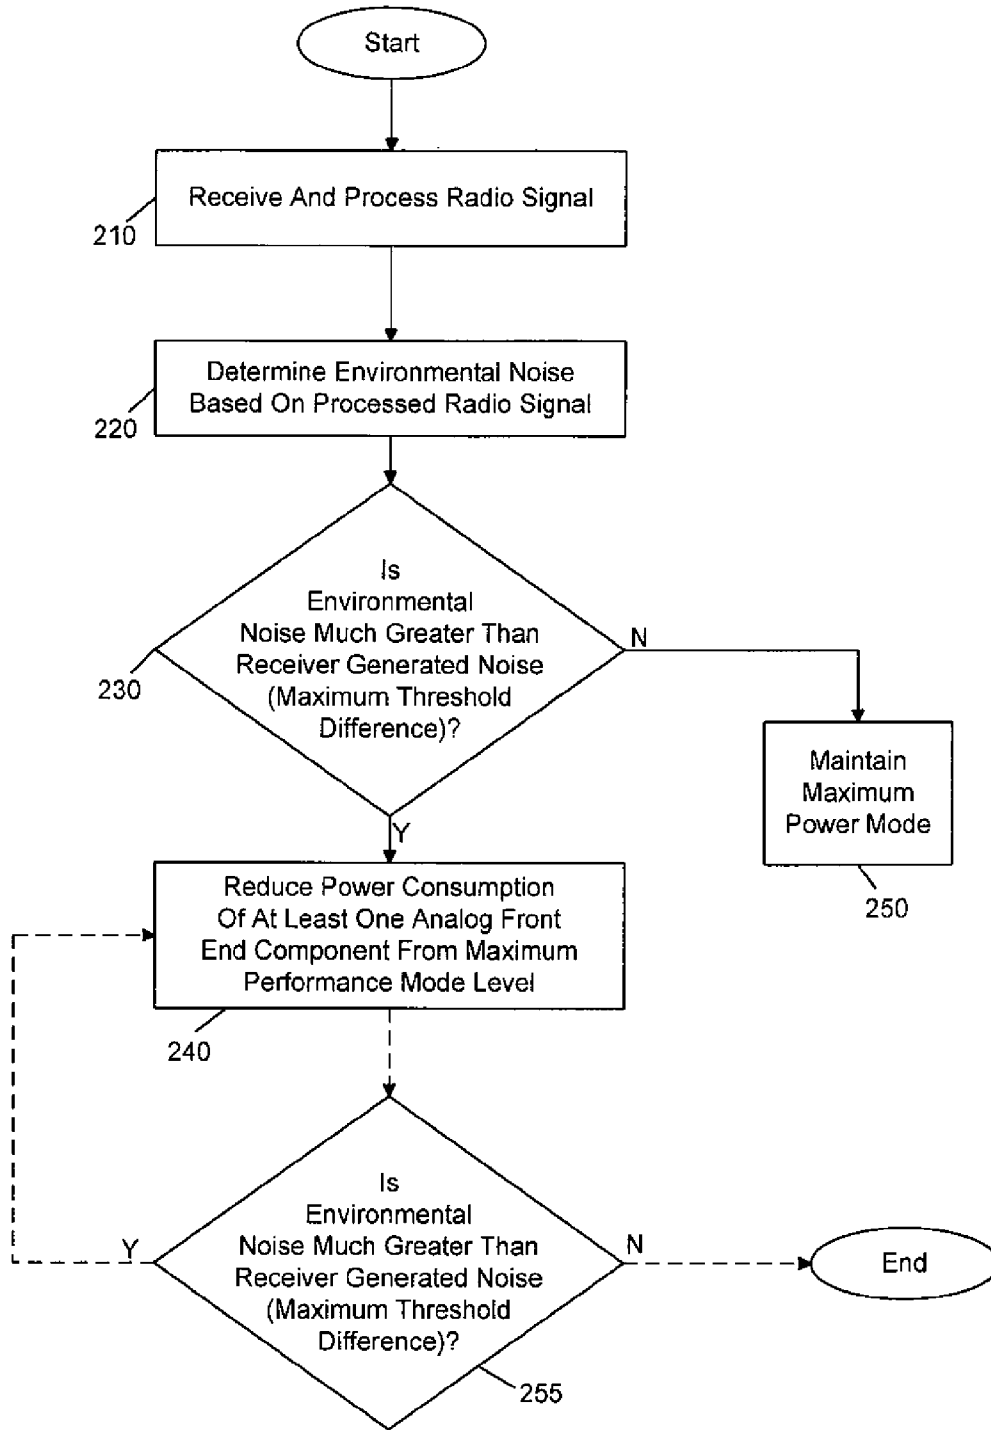 Start
Receive And Process Radio Signal
210
Determine Environmental Noise
Based On Processed Radio Signal
220
Is
Environmental
Noise Much Greater Than
Receiver Generated Noise
(Maximum Threshold
Difference)?
N
230
Y
Maintain
Maximum
Power Mode
250
Reduce Power Consumption
Of At Least One Analog Front
End Component From Maximum
Performance Mode Level
240
Is
Environmental
Noise Much Greater Than
Receiver Generated Noise
(Maximum Threshold
Difference)?
Y
N
End
255